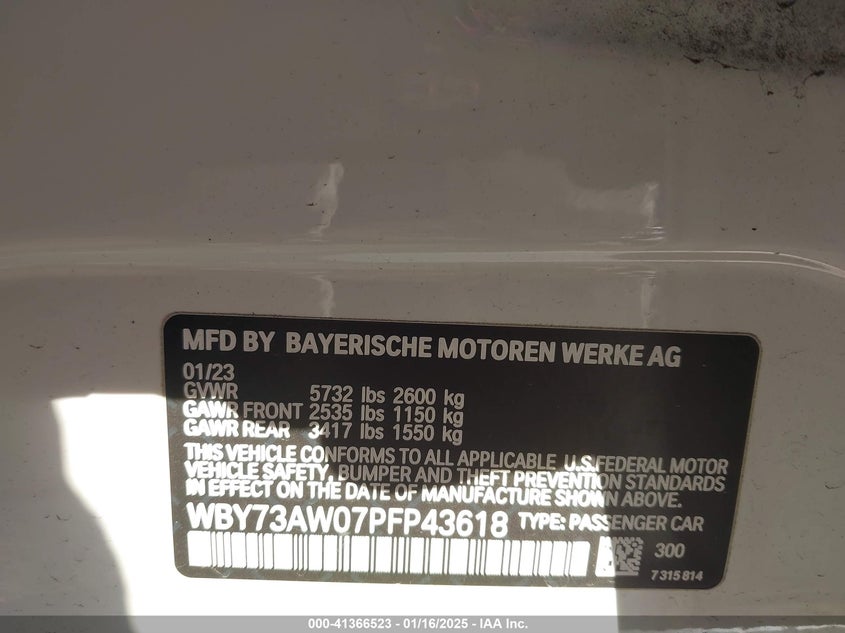 MFD BY BAYERISCHE MOTOREN WERKE AG
01/23
GVWR 5732 lbs 2600 kg
GAWR FRONT 2535 lbs 1150 kg
GAWR REAR 3417 lbs 1550 kg
THIS VEHICLE CONFORMS TO ALL APPLICABLE U.S.FEDERAL MOTOR
VEHICLE SAFETY, BUMPER AND THEFT PREVENTION STANDARDS
IN EFFECT ON THE DATE OF MANUFACTURE SHOWN ABOVE.
WBY73AW07PFP43618 TYPE: PASSENGER CAR
300
7315814
000-41366523 - 01/16/2025 - IAA Inc.